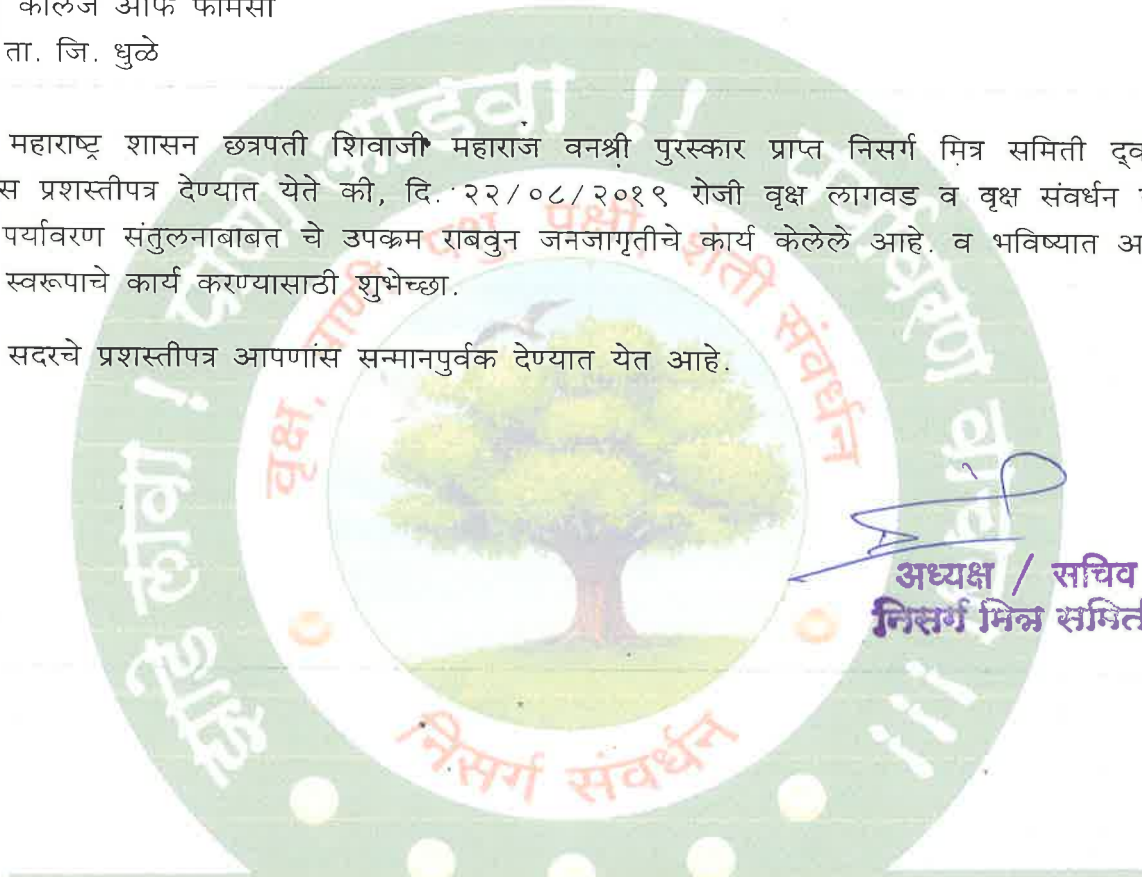 कॉलेज ऑफ फार्मसी
ता. जि. धुळे
महाराष्ट्र शासन छत्रपती शिवाजी महाराज वनश्री पुरस्कार प्राप्त निसर्ग मित्र समिती
स प्रशस्तीपत्र देण्यात येते की, दि. २२/०८/२०१९ रोजी वृक्ष लागवड व वृक्ष संवर्धन
पर्यावरण संतुलनाबाबत चे उपक्रम राबवुन जनजागृतीचे कार्य केलेले आहे. व भविष्यात
स्वरूपाचे कार्य करण्यासाठी शुभेच्छा.
सदरचे प्रशस्तीपत्र आपणांस सन्मानपुर्वक देण्यात येत आहे.
अध्यक्ष / सचिव
निसर्ग मित्र समिती
वृक्ष, पाणी पशु पक्षी शेती संवर्धन
निसर्ग संवर्धन